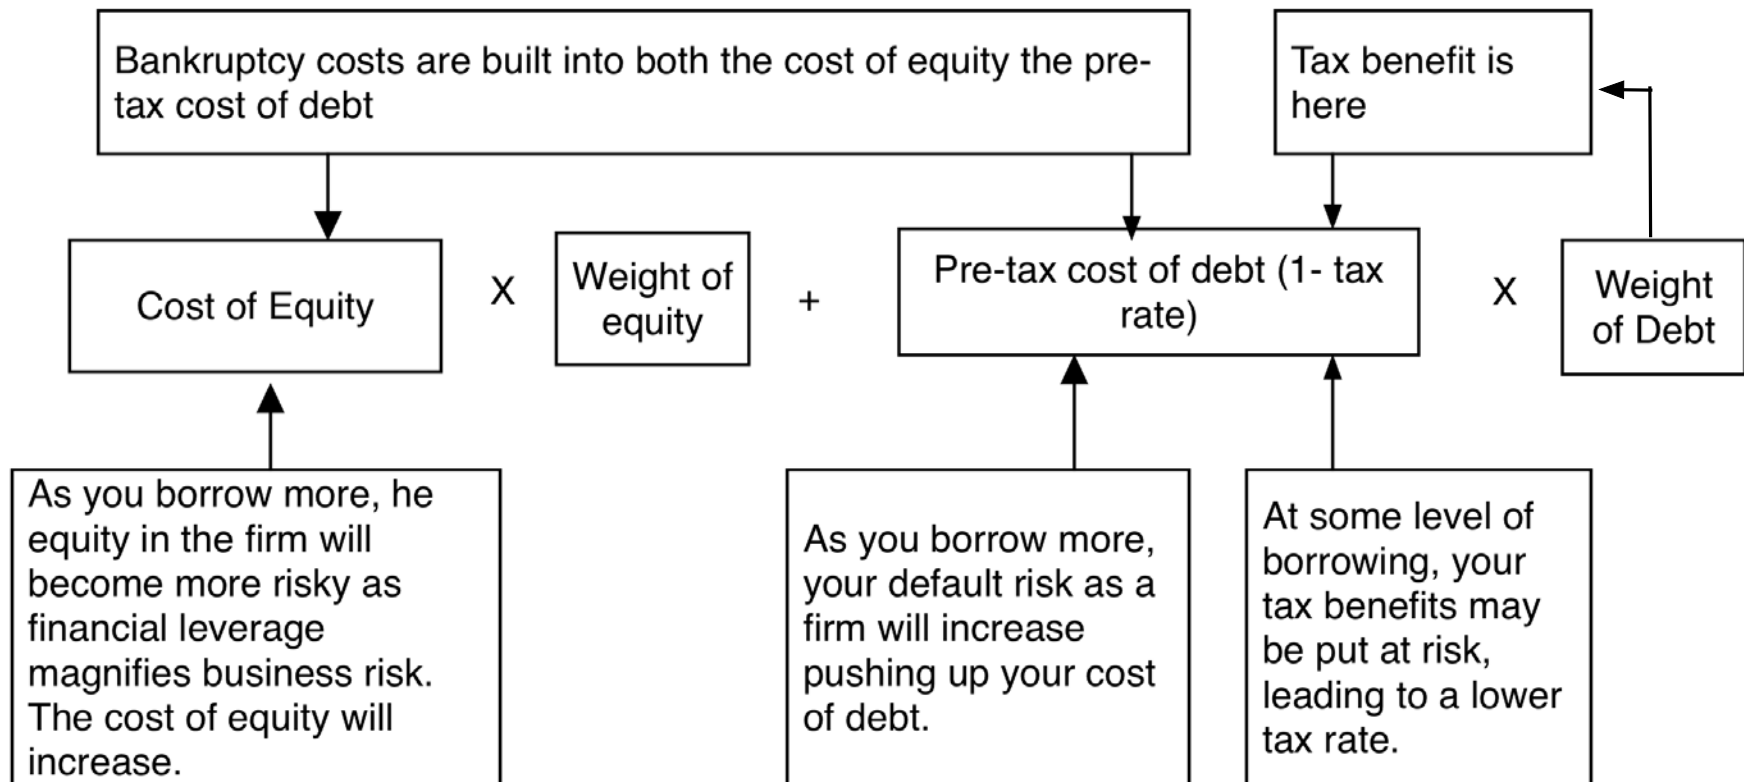 Bankruptcy costs are built into both the cost of equity the pre-
tax cost of debt
Tax benefit is
here
Cost of Equity
X
Weight of
equity
+
Pre-tax cost of debt (1- tax
rate)
X
Weight
of Debt
As you borrow more, he
equity in the firm will
become more risky as
financial leverage
magnifies business risk.
The cost of equity will
increase.
As you borrow more,
your default risk as a
firm will increase
pushing up your cost
of debt.
At some level of
borrowing, your
tax benefits may
be put at risk,
leading to a lower
tax rate.